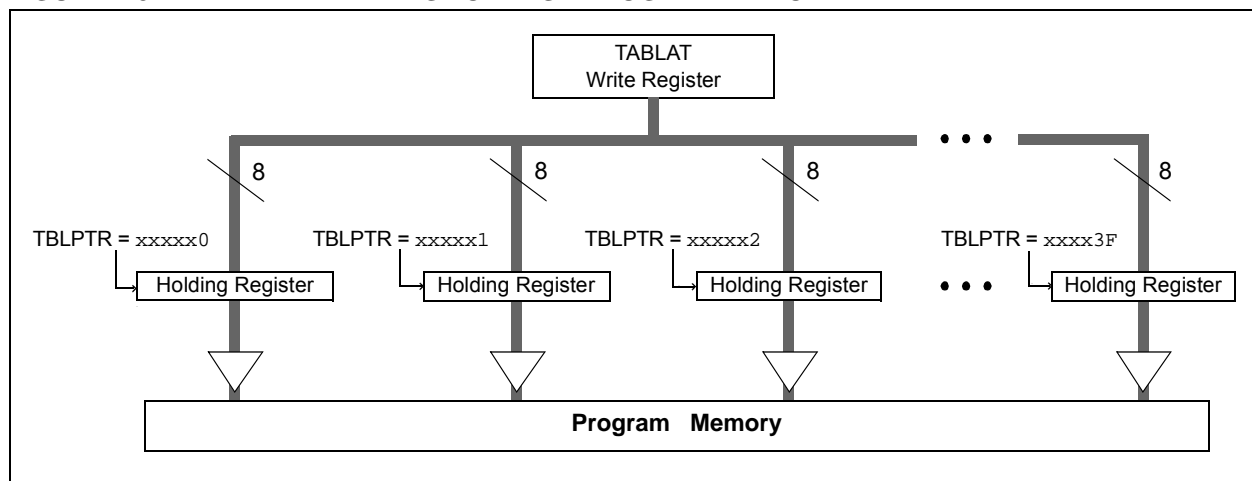 TABLAT
Write Register
8 8 8 8
TBLPTR = xxxxx0 TBLPTR = xxxxx1 TBLPTR = xxxxx2 TBLPTR = xxxx3F
Holding Register Holding Register Holding Register Holding Register
Program Memory